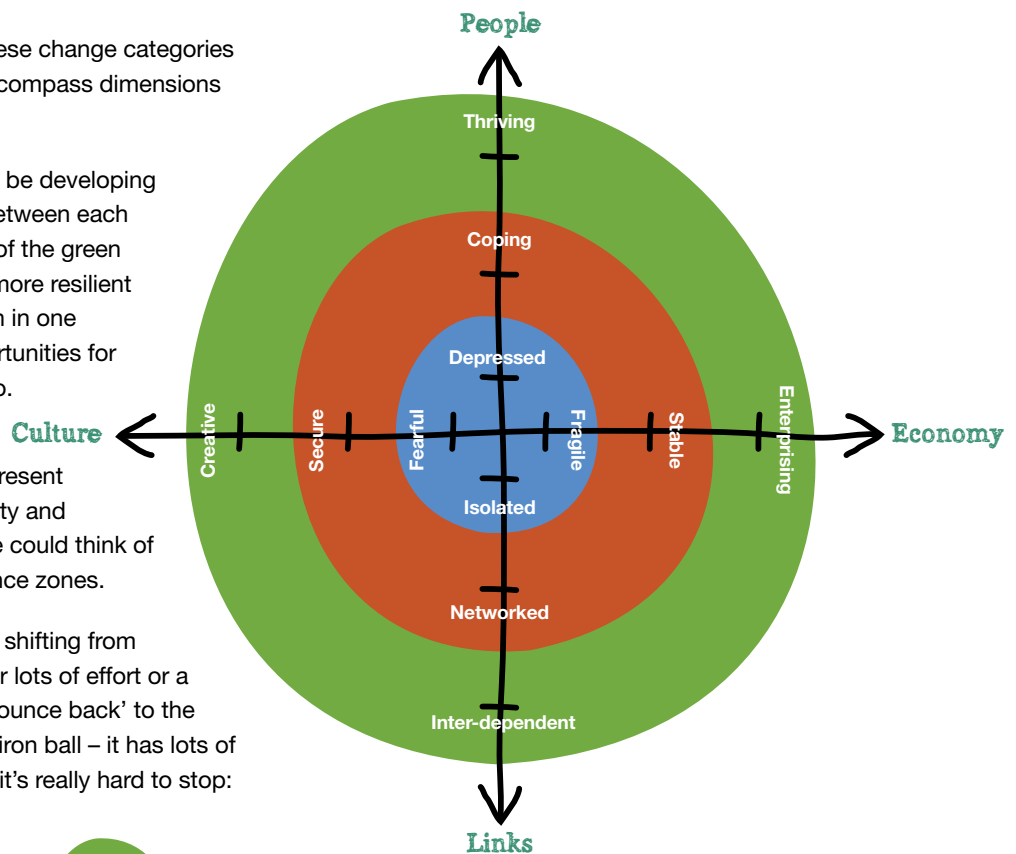 ese change categories
compass dimensions
be developing
etween each
of the green
more resilient
n in one
rtunities for
o.
resent
ty and
e could think of
nce zones.
shifting from
r lots of effort or a
ounce back’ to the
iron ball – it has lots of
it’s really hard to stop:
People
Thriving
Coping
Depressed
Culture
Creative
Secure
Fearful
Fragile
Stable
Enterprising
Economy
Isolated
Networked
Inter-dependent
Links